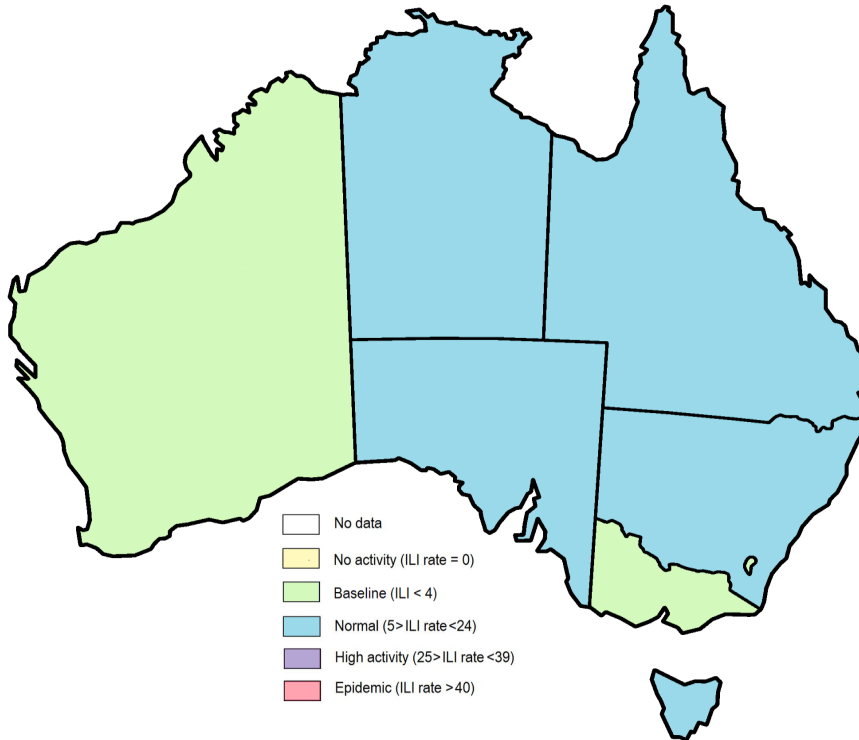 No data
No activity (ILI rate = 0)
Baseline (ILI < 4)
Normal (5> ILI rate <24)
High activity (25> ILI rate <39)
Epidemic (ILI rate >40)